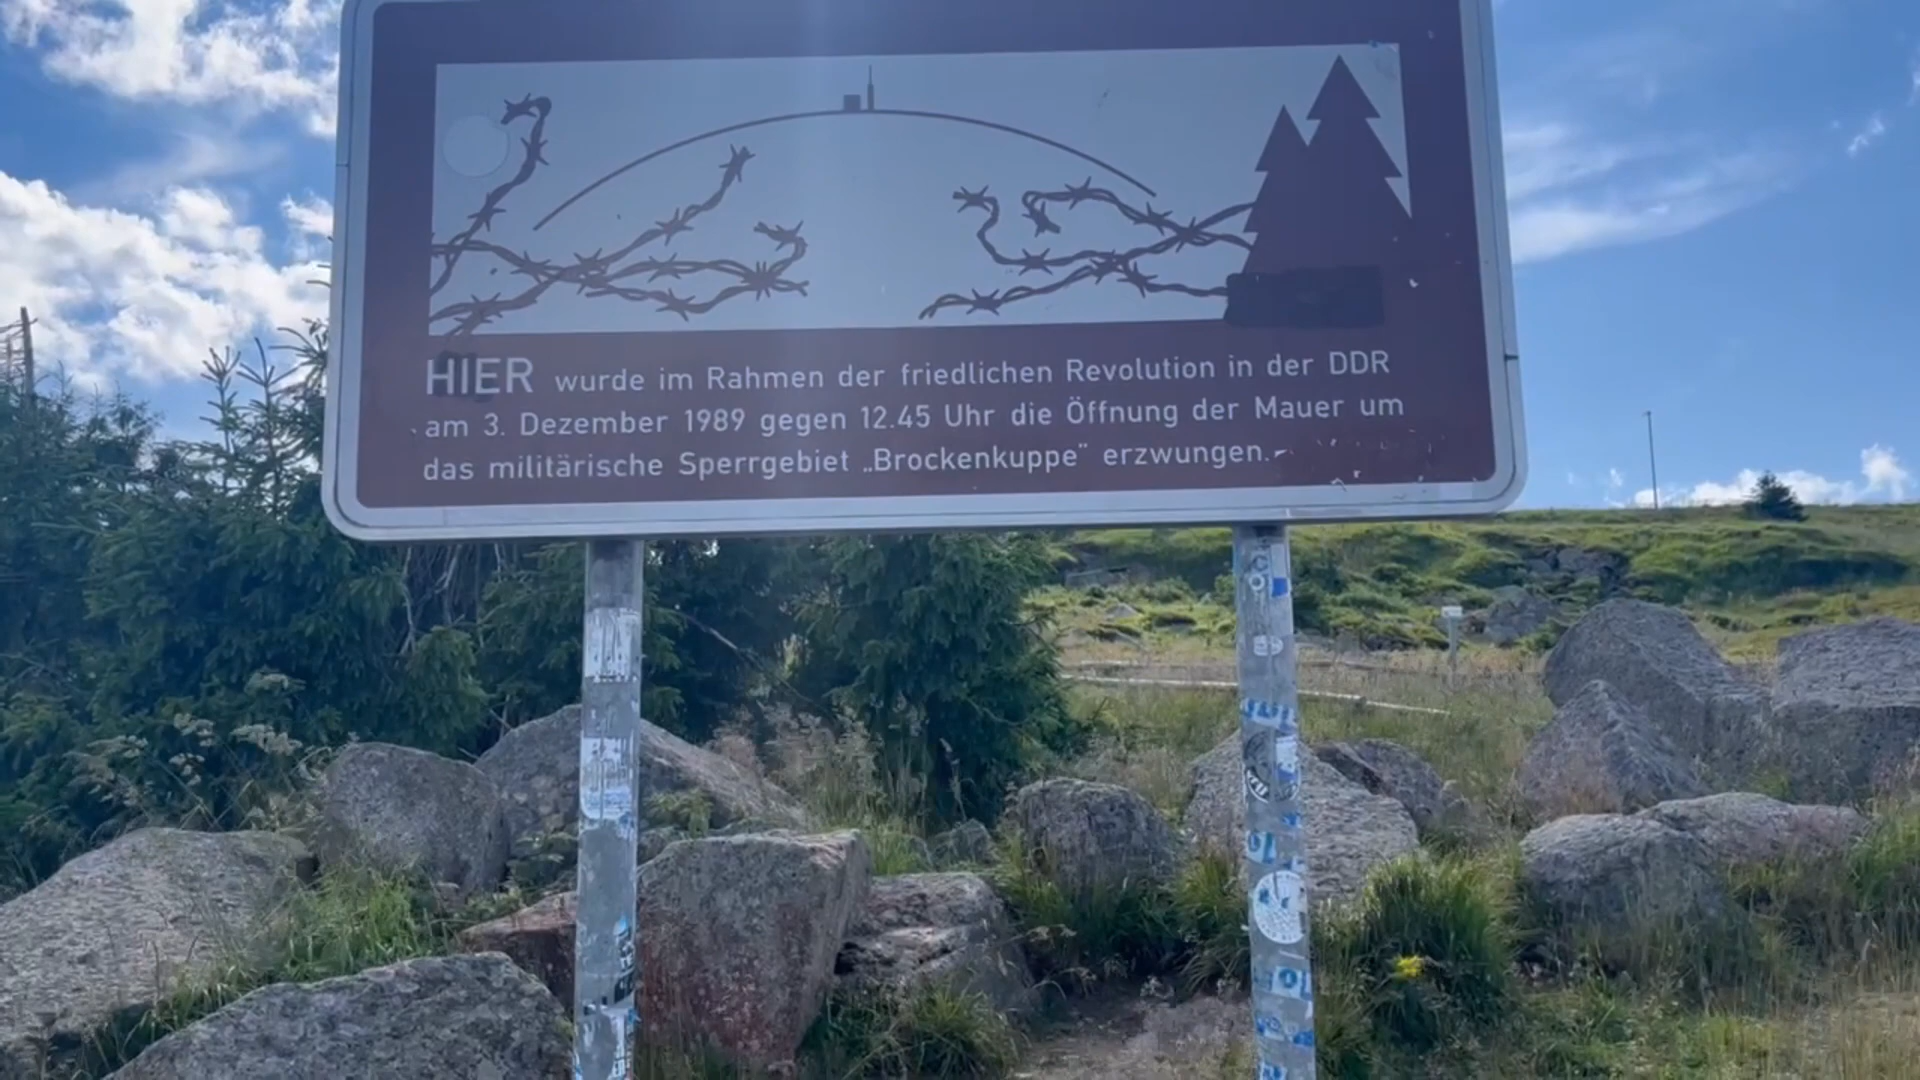 HIER wurde im Rahmen der friedlichen Revolution in der DDR
am 3. Dezember 1989 gegen 12.45 Uhr die Öffnung der Mauer um
das militärische Sperrgebiet „Brockenkuppe" erzwungen.